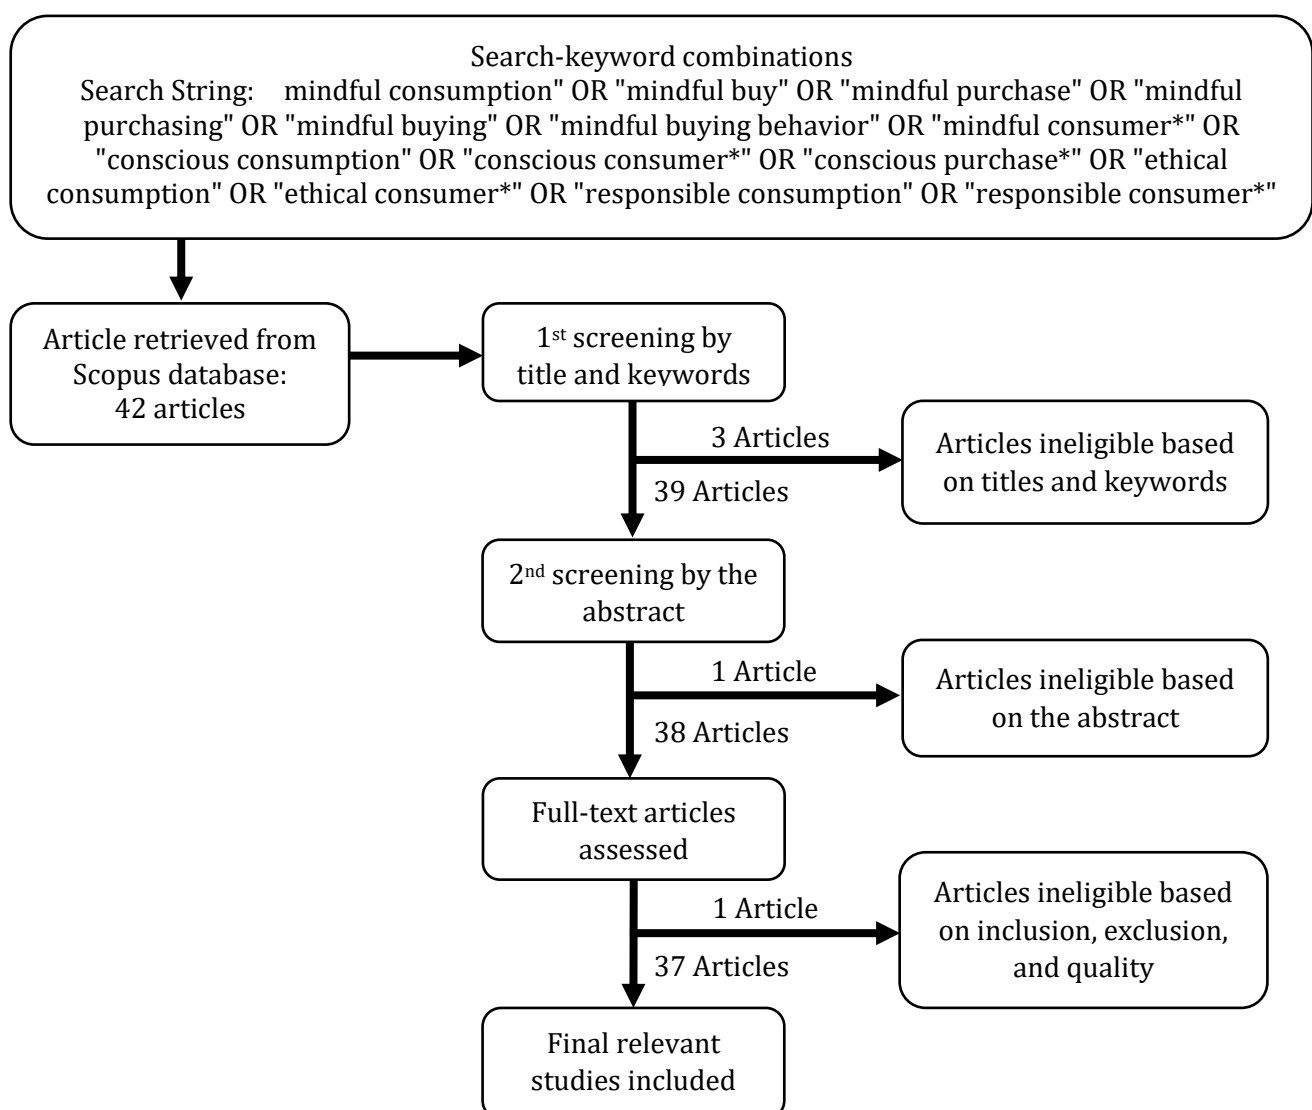 Search-keyword combinations
Search String: mindful consumption" OR "mindful buy" OR "mindful purchase" OR "mindful
purchasing" OR "mindful buying" OR "mindful buying behavior" OR "mindful consumer*" OR
"conscious consumption" OR "conscious consumer*" OR "conscious purchase*" OR "ethical
consumption" OR "ethical consumer*" OR "responsible consumption" OR "responsible consumer*"
Article retrieved from
Scopus database:
42 articles
1st screening by
title and keywords
3 Articles
39 Articles
Articles ineligible based
on titles and keywords
2nd screening by the
abstract
1 Article
38 Articles
Articles ineligible based
on the abstract
Full-text articles
assessed
1 Article
37 Articles
Articles ineligible based
on inclusion, exclusion,
and quality
Final relevant
studies included